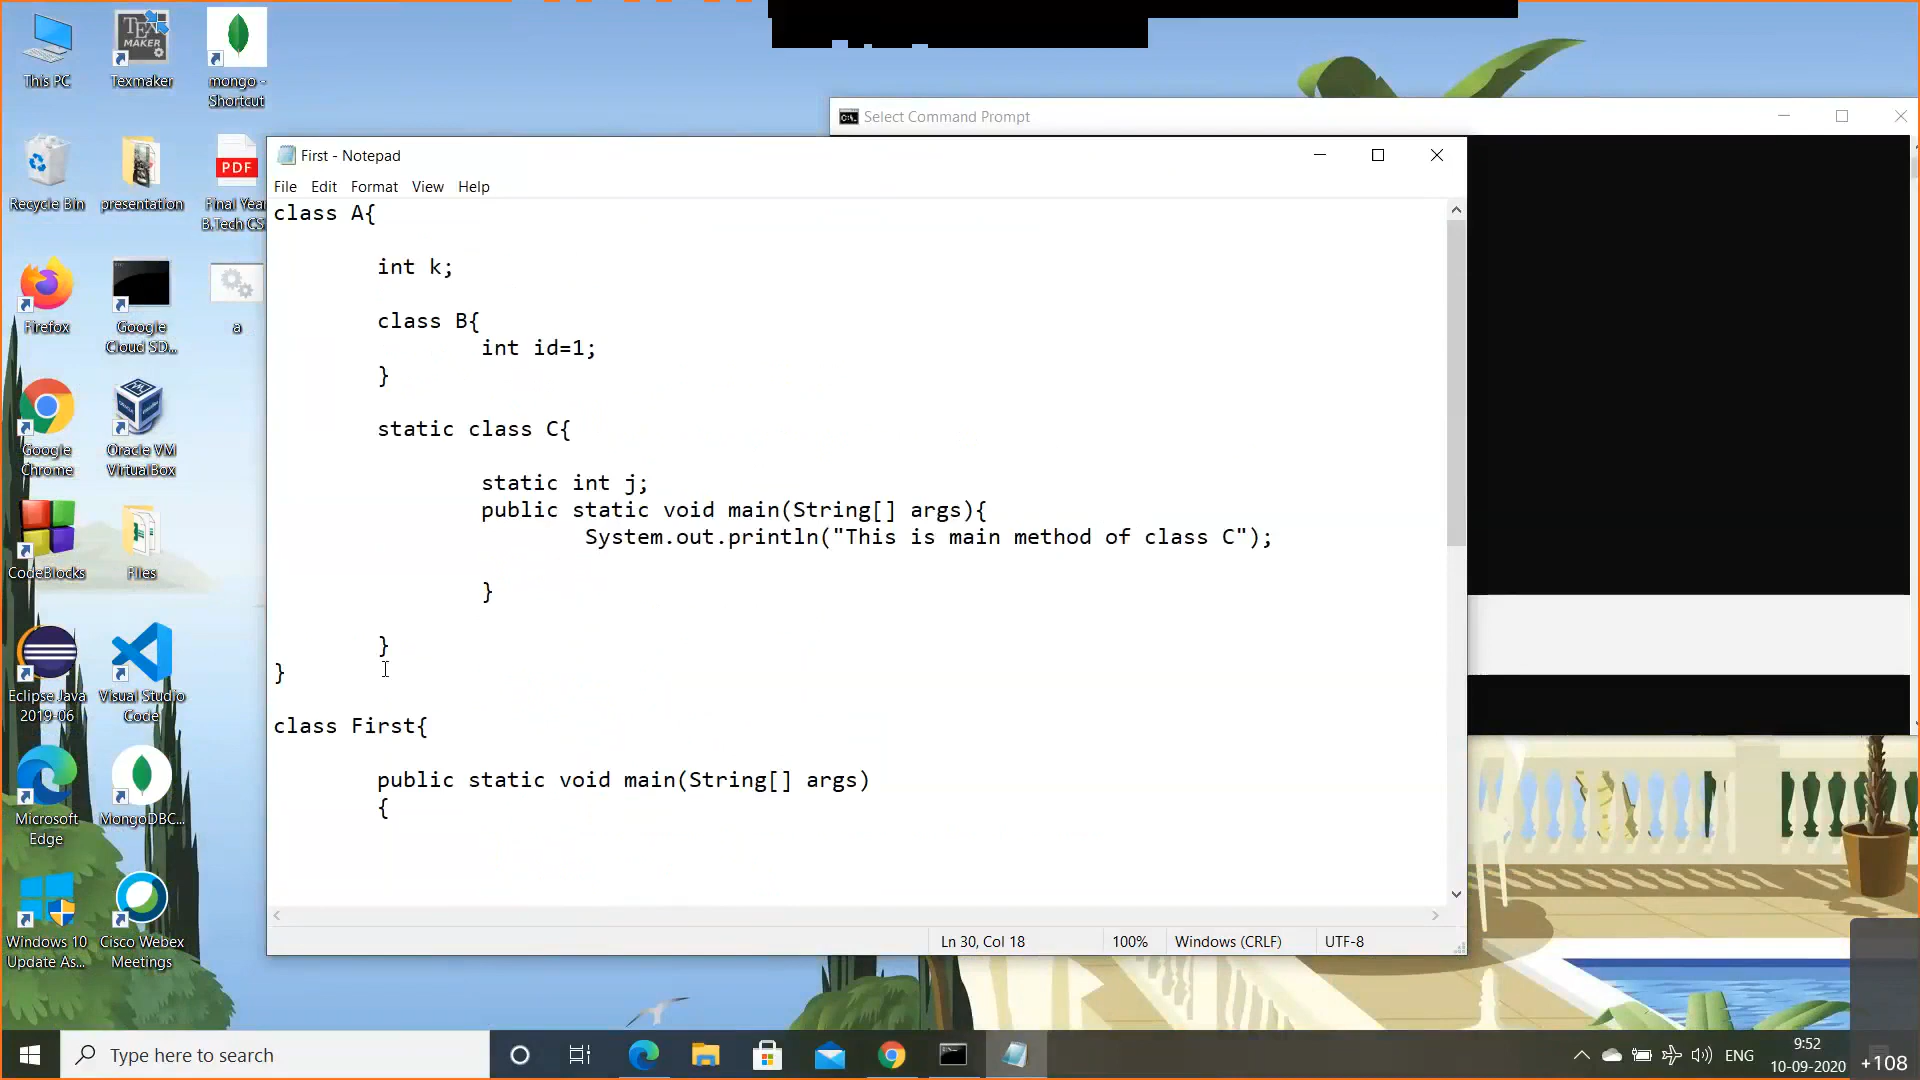 This PC
Texmaker
mongo -
Shortcut
Select Command Prompt
First - Notepad
File Edit Format View Help
Recycle Bin
presentation
PDF
Final Year
B.Tech CS
class A{
int k;
class B{
int id=1;
}
static class C{
static int j;
public static void main(String[] args){
System.out.println("This is main method of class C");
}
}
}
class First{
public static void main(String[] args)
{
Firefox
Google
Cloud SD...
a
Google
Chrome
Oracle VM
VirtualBox
CodeBlocks
Files
Eclipse Java
2019-06
Visual Studio
Code
Microsoft
Edge
MongoDBC...
Windows 10
Update As...
Cisco Webex
Meetings
Ln 30, Col 18
100%
Windows (CRLF)
UTF-8
Type here to search
ENG
9:52
10-09-2020
+108